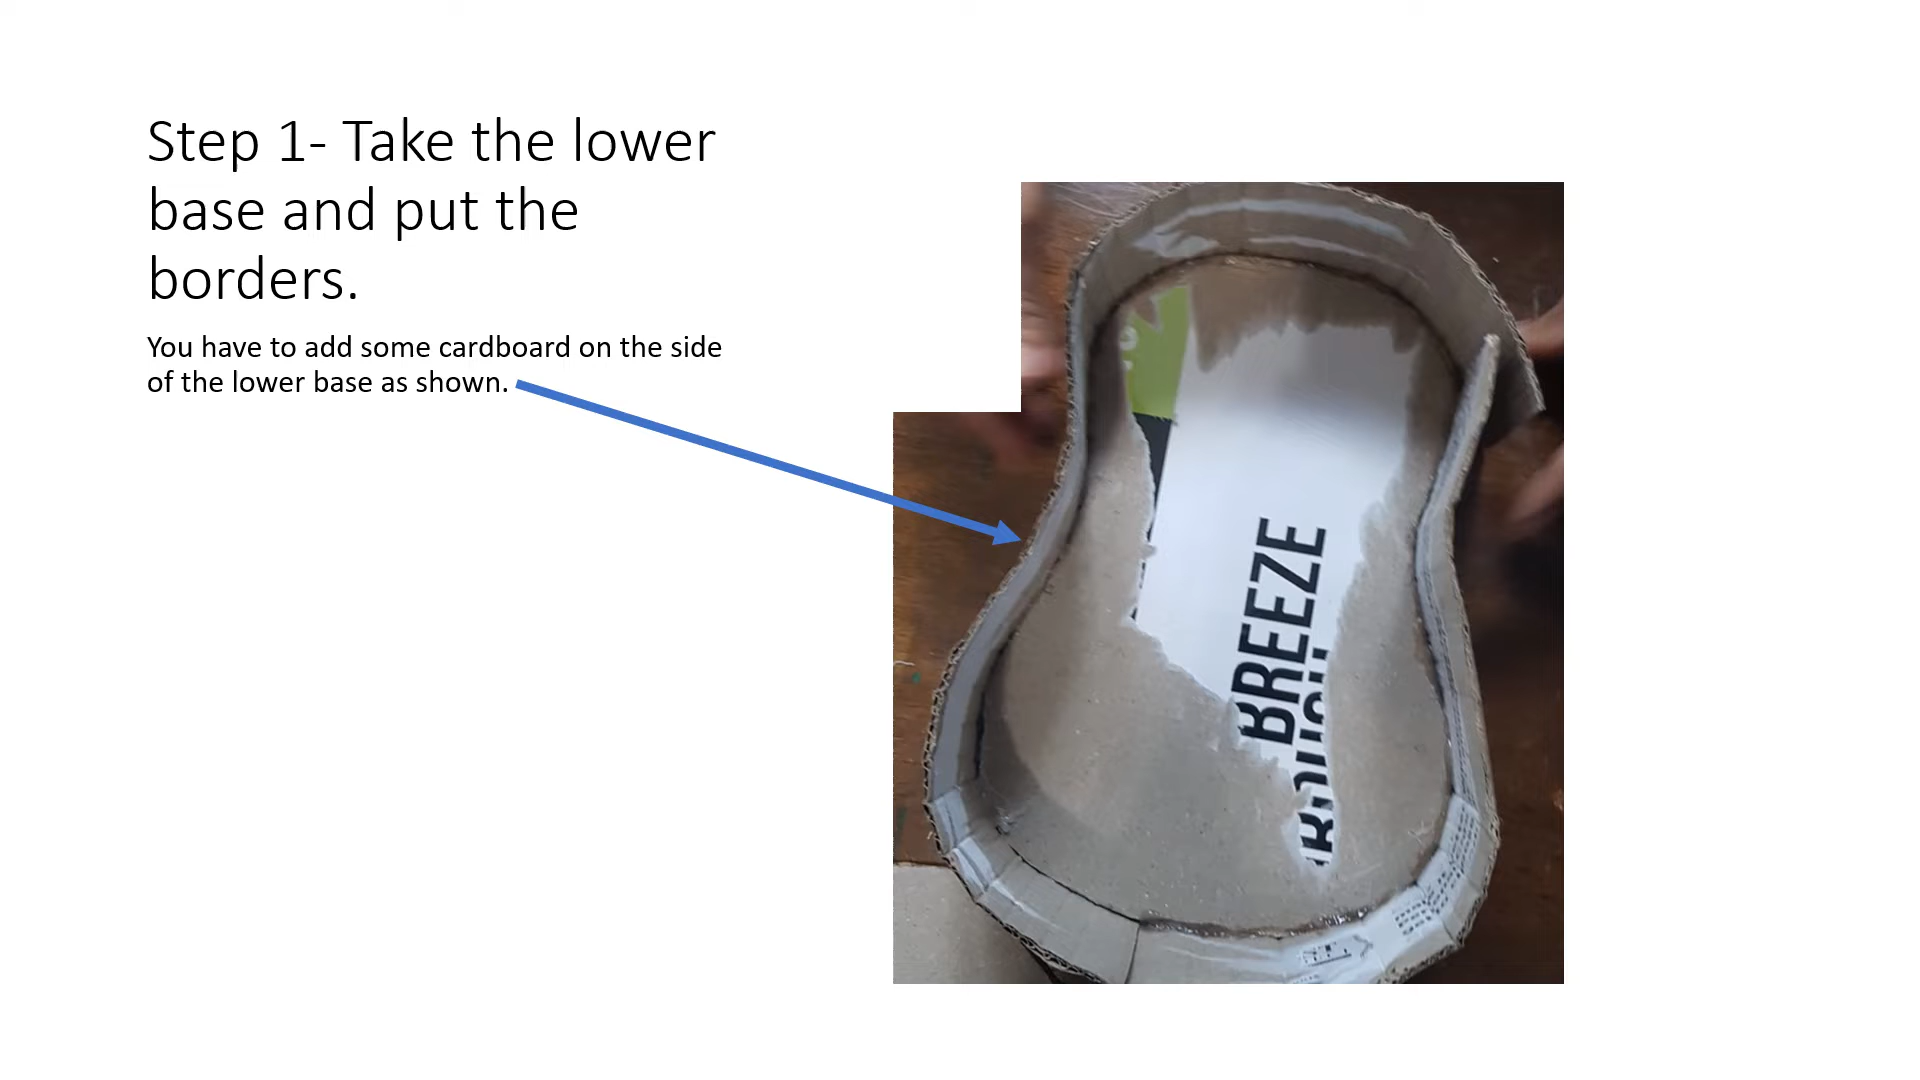 Step 1- Take the lower
base and put the
borders.
You have to add some cardboard on the side
of the lower base as shown.
BREEZE